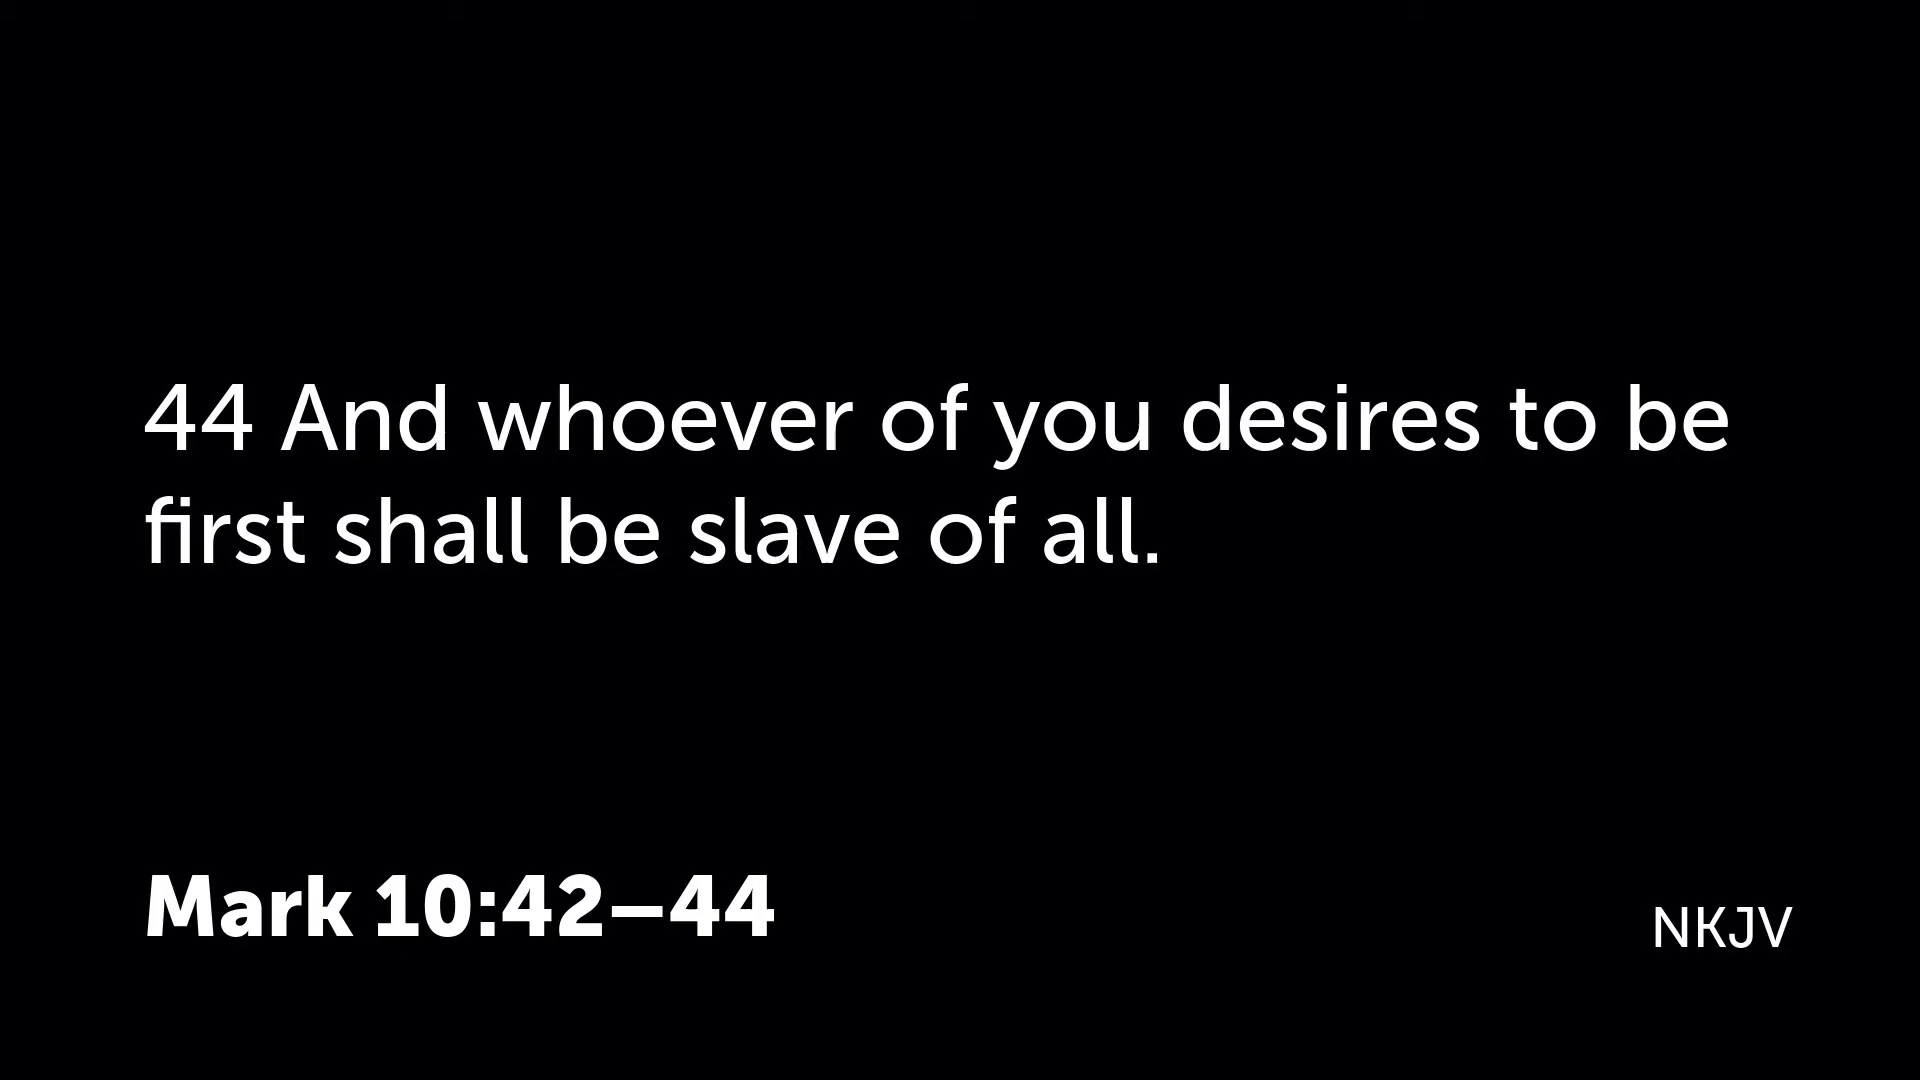 44 And whoever of you desires to be
first shall be slave of all.
Mark 10:42–44
NKJV